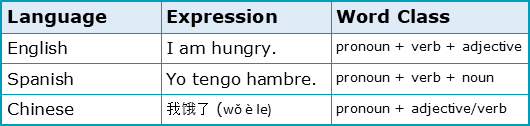 Language Expression Word Class
English I am hungry. pronoun + verb + adjective
Spanish Yo tengo hambre. pronoun + verb + noun
Chinese 我饿了 (wǒ è le) pronoun + adjective/verb